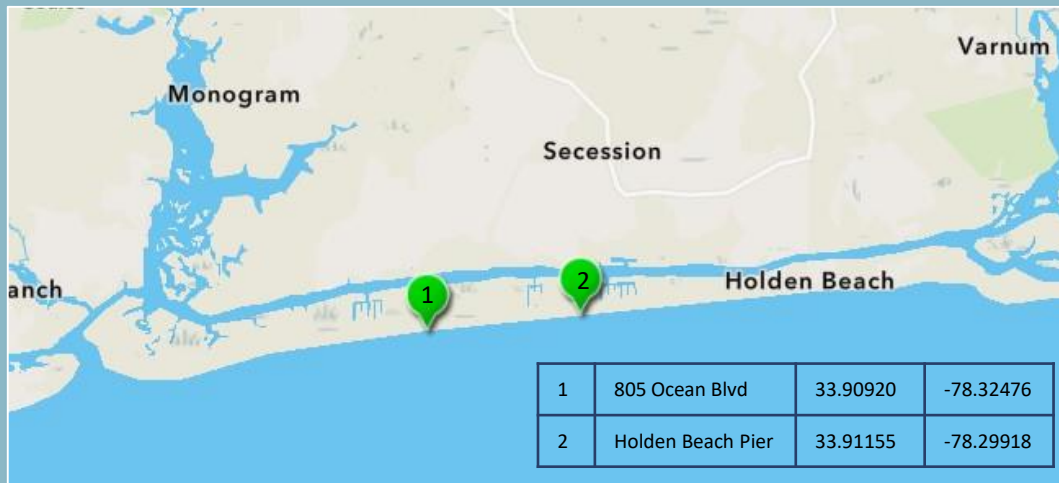 Varnum
Monogram
Secession
anch
1
2
Holden Beach
1 805 Ocean Blvd 33.90920 -78.32476
2 Holden Beach Pier 33.91155 -78.29918